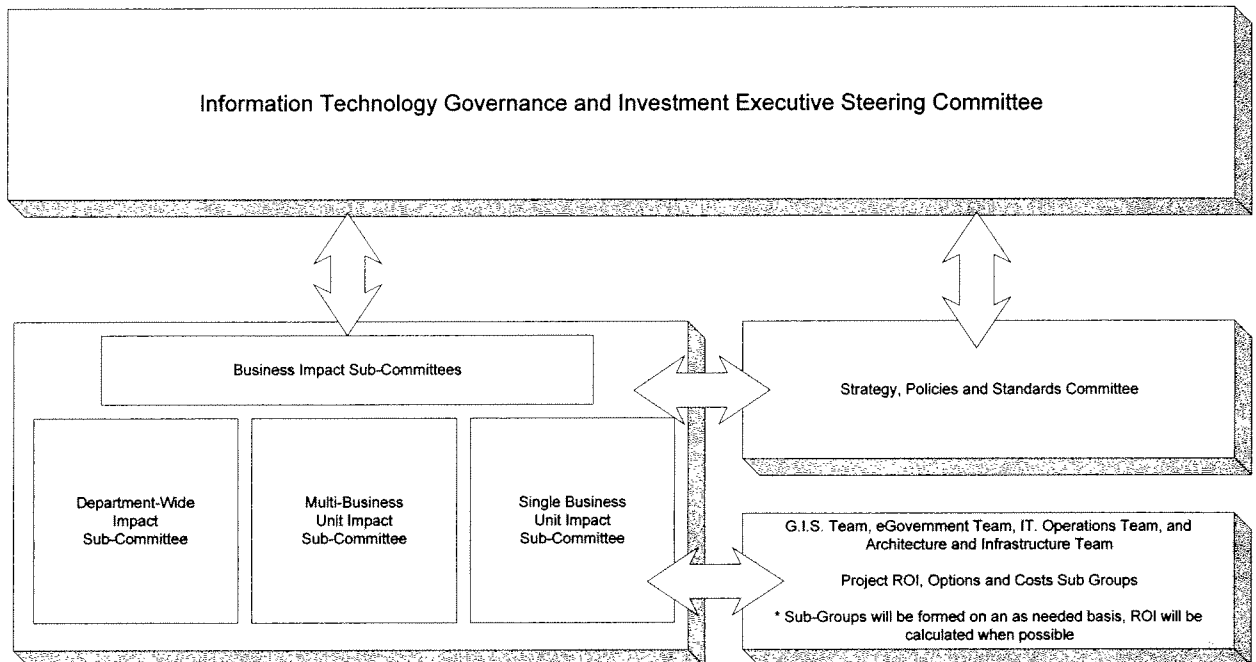 Information Technology Governance and Investment Executive Steering Committee
Business Impact Sub-Committees
Strategy, Policies and Standards Committee
Department-Wide
Impact
Sub-Committee
Multi-Business
Unit Impact
Sub-Committee
Single Business
Unit Impact
Sub-Committee
G.I.S. Team, eGovernment Team, IT. Operations Team, and
Architecture and Infrastructure Team
Project ROI, Options and Costs Sub Groups
* Sub-Groups will be formed on an as needed basis, ROI will be
calculated when possible